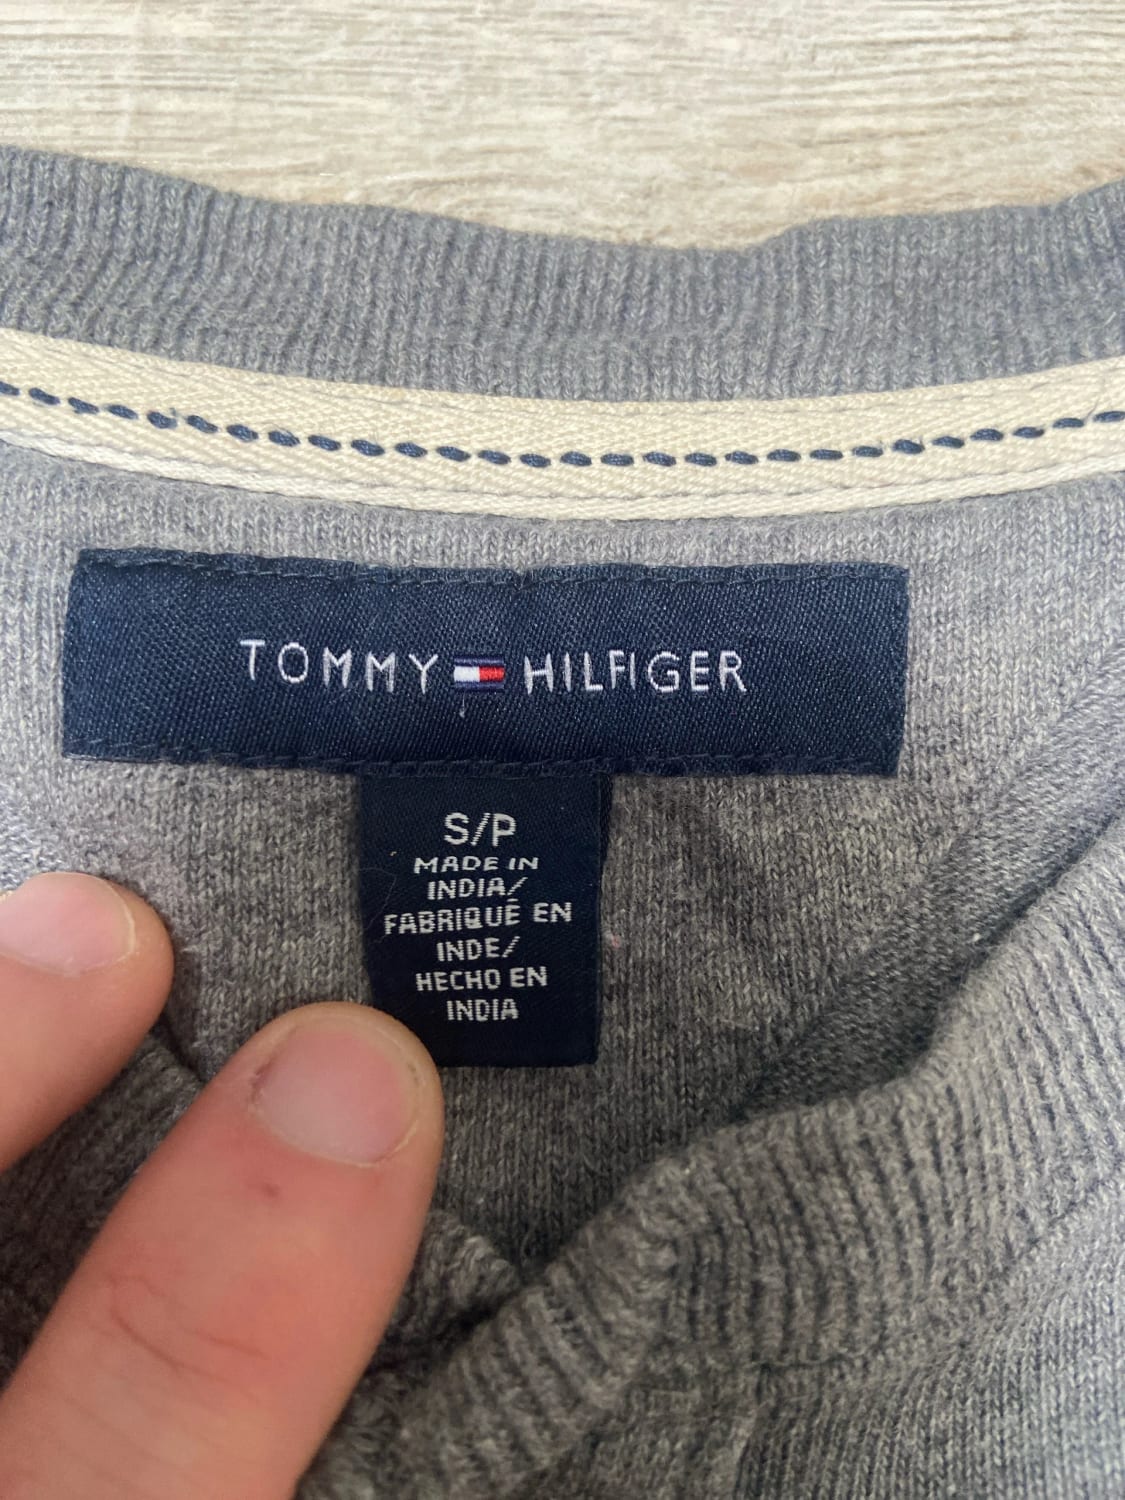 TOMMY HILFIGER
S/P
MADE IN
INDIA/
FABRIQUÉ EN
INDE/
HECHO EN
INDIA